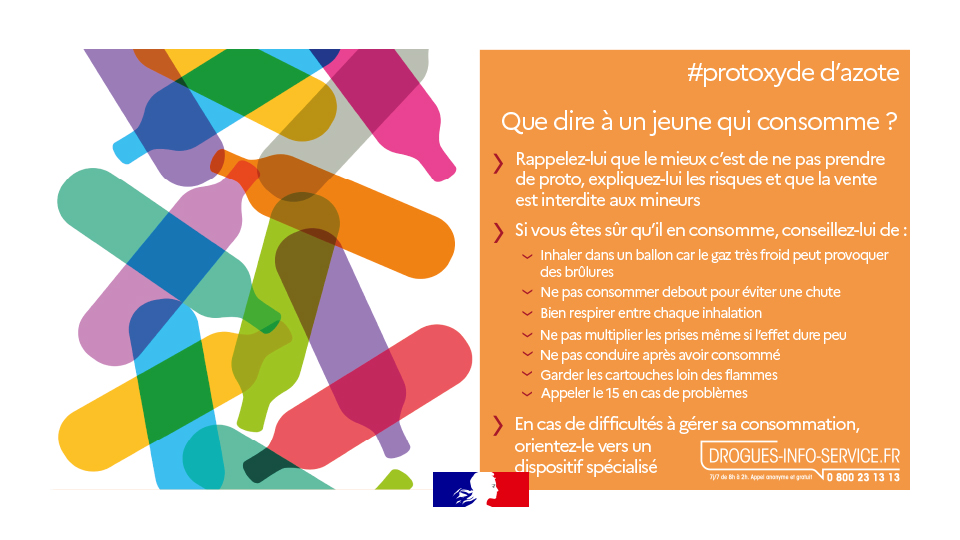 #protoxyde d'azote
Que dire à un jeune qui consomme ?
Rappelez-lui que le mieux c'est de ne pas prendre
de proto, expliquez-lui les risques et que la vente
est interdite aux mineurs
Si vous êtes sûr qu'il en consomme, conseillez-lui de :
Inhaler dans un ballon car le gaz très froid peut provoquer
des brûlures
Ne pas consommer debout pour éviter une chute
Bien respirer entre chaque inhalation
Ne pas multiplier les prises même si l'effet dure peu
Ne pas conduire après avoir consommé
Garder les cartouches loin des flammes
Appeler le 15 en cas de problèmes
En cas de difficultés à gérer sa consommation,
orientez-le vers un
dispositif spécialisé
DROGUES-INFO-SERVICE.FR
7j/7 de 8h à 2h. Appel anonyme et gratuit
0 800 23 13 13